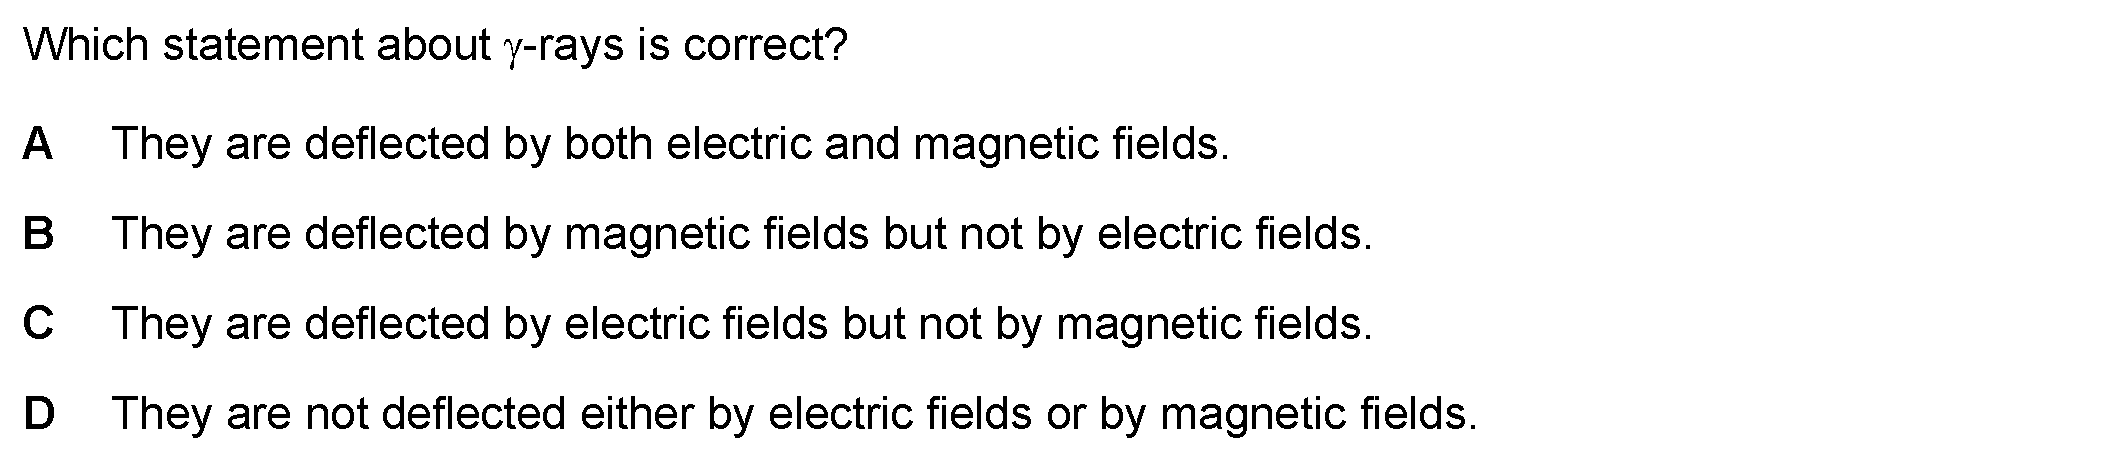 Which statement about γ-rays is correct?
A They are deflected by both electric and magnetic fields.
B They are deflected by magnetic fields but not by electric fields.
C They are deflected by electric fields but not by magnetic fields.
D They are not deflected either by electric fields or by magnetic fields.